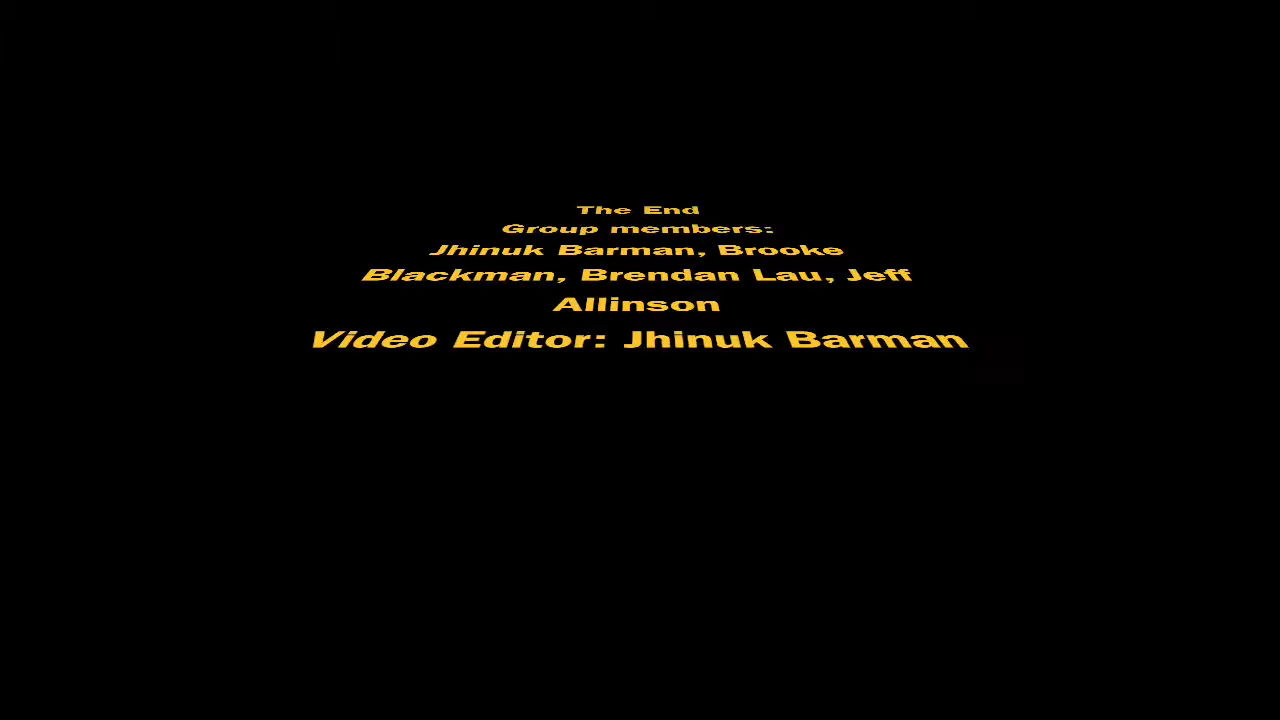 The End
Group members:
Jhinuk Barman, Brooke
Blackman, Brendan Lau, Jeff
Allinson
Video Editor: Jhinuk Barman